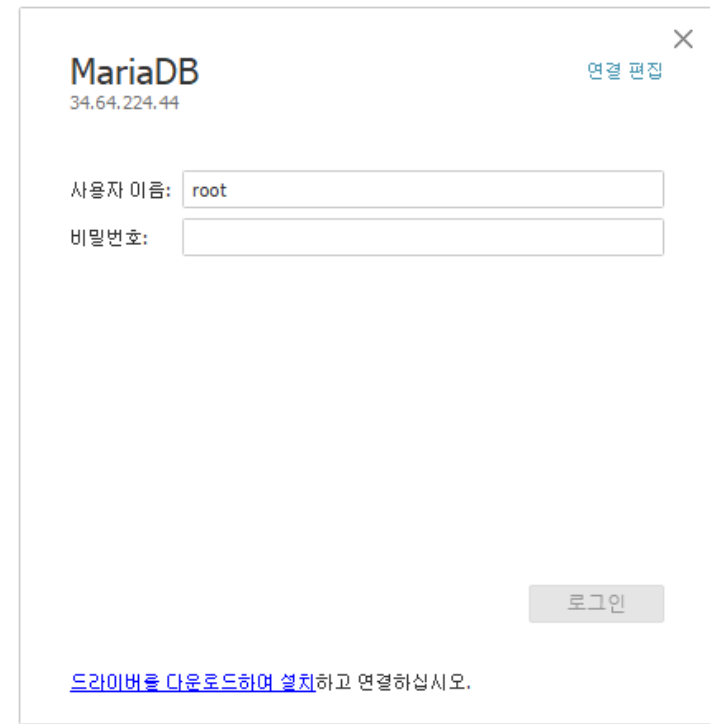 MariaDB
연결 편집
34.64.224.44
사용자 이름: root
비밀번호:
로그인
드라이버를 다운로드하여 설치하고 연결하십시오.